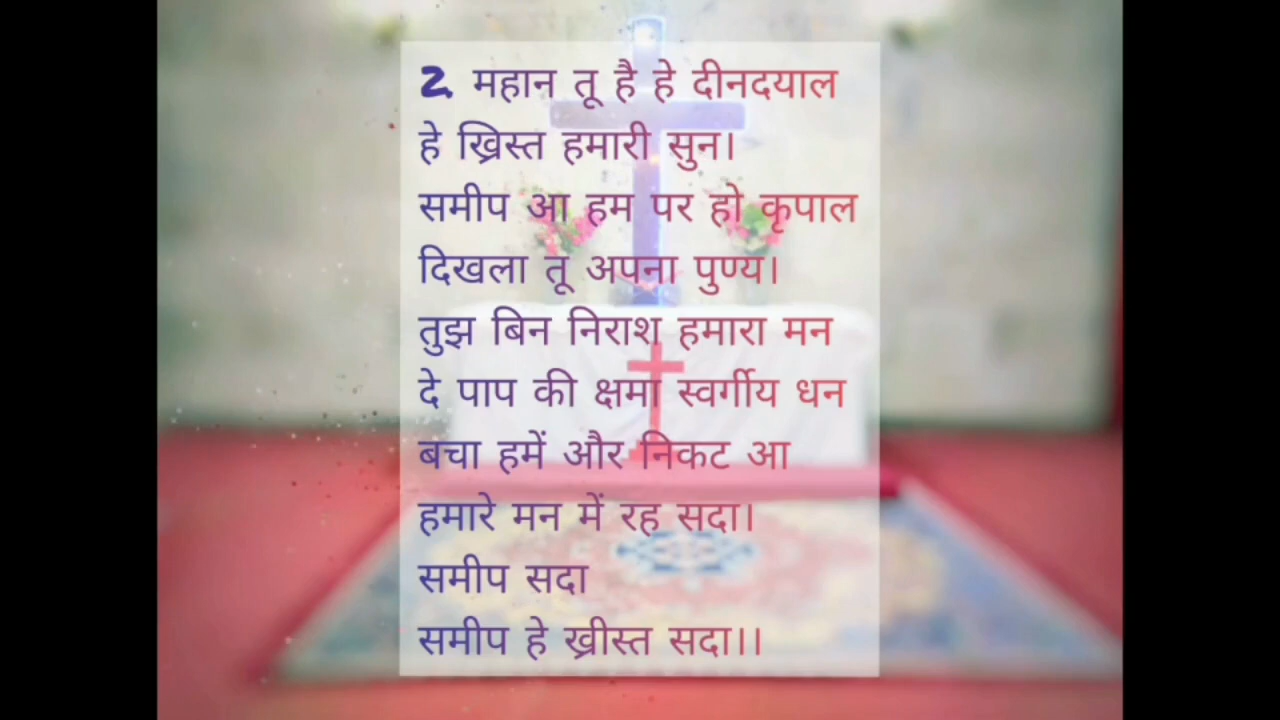 2. महान तू है हे दीनदयाल
हे ख्रिस्त हमारी सुन।
समीप आ हम पर हो कृपाल
दिखला तू अपना पुण्य।
तुझ बिन निराश हमारा मन
दे पाप की क्षमा स्वर्गीय धन
बचा हमें और निकट आ
हमारे मन में रह सदा।
समीप सदा
समीप हे ख्रीस्त सदा।।